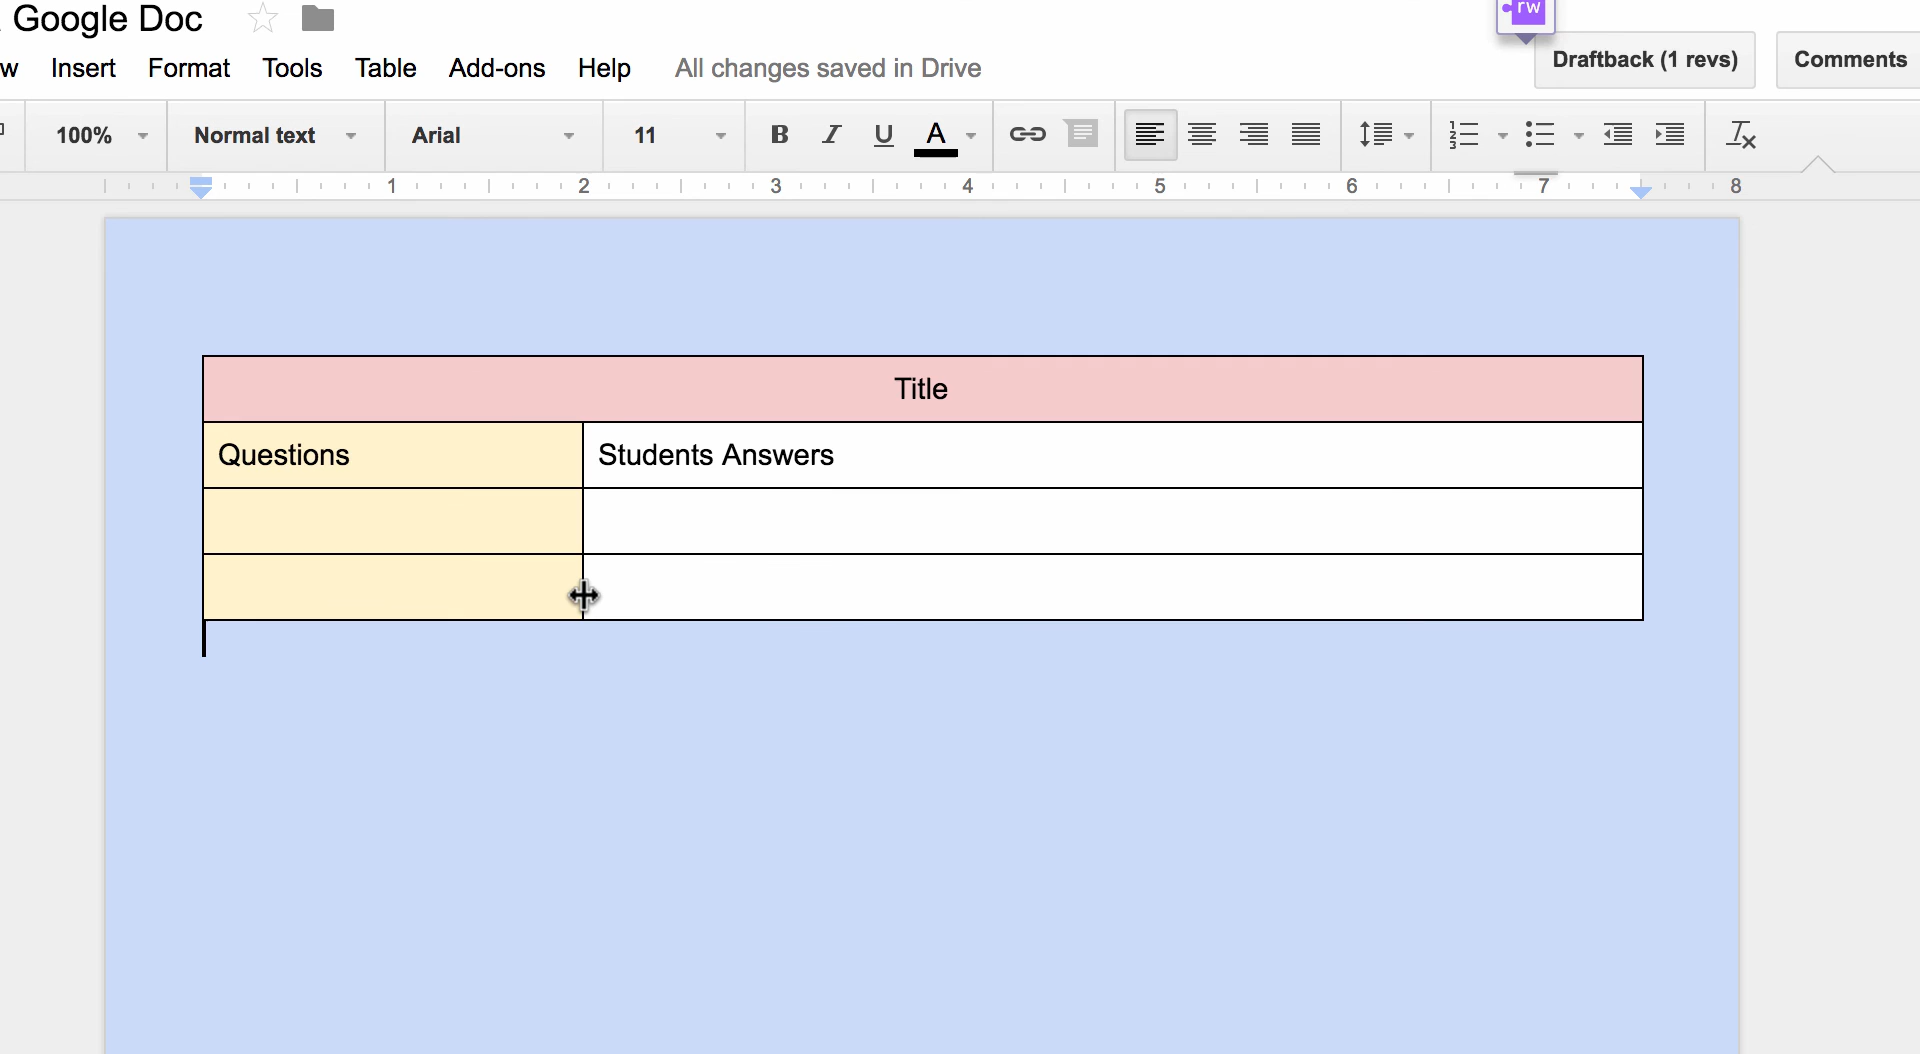 Google Doc
rw
w Insert Format Tools Table Add-ons Help All changes saved in Drive
Draftback (1 revs) Comments
100% Normal text Arial 11 B I U A
1 2 3 4 5 6 7 8
Title
Questions Students Answers